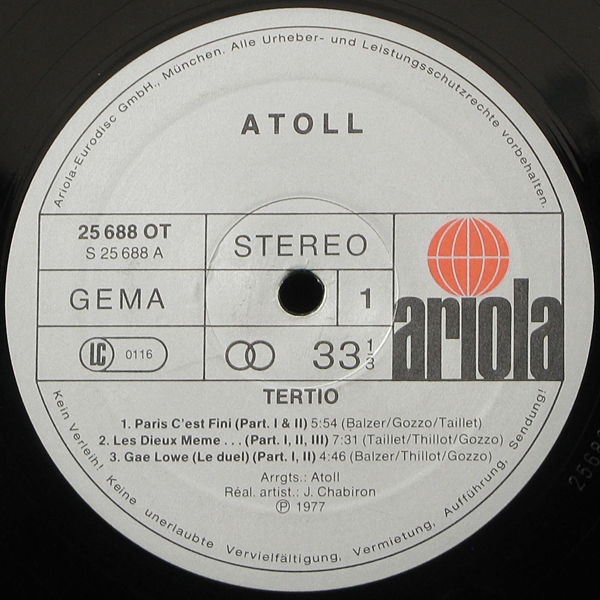 Ariola-Eurodisc GmbH., München. Alle Urheber- und Leistungsschutzrechte vorbehalten.
ATOLL
25 688 OT
S 25 688 A
STEREO
GEMA
1
ariola
LC 0116
33 1/3
TERTIO
1. Paris C'est Fini (Part. I & II) 5:54 (Balzer/Gozzo/Taillet)
2. Les Dieux Meme . . . (Part. I, II, III) 7:31 (Taillet/Thillot/Gozzo)
3. Gae Lowe (Le duel) (Part. I, II) 4:46 (Balzer/Thillot/Gozzo)
Arrgts.: Atoll
Réal. artist.: J. Chabiron
℗ 1977
Kein Verleih! Keine unerlaubte Vervielfältigung, Vermietung, Aufführung, Sendung!